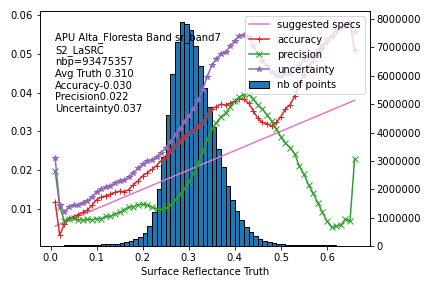 APU Alta_Floresta Band sr_band7
S2_LaSRC
nbp=93475357
Avg Truth 0.310
Accuracy-0.030
Precision0.022
Uncertainty0.037
suggested specs
accuracy
precision
uncertainty
nb of points
0.06
0.05
0.04
0.03
0.02
0.01
8000000
7000000
6000000
5000000
4000000
3000000
2000000
1000000
0
0.0 0.1 0.2 0.3 0.4 0.5 0.6
Surface Reflectance Truth